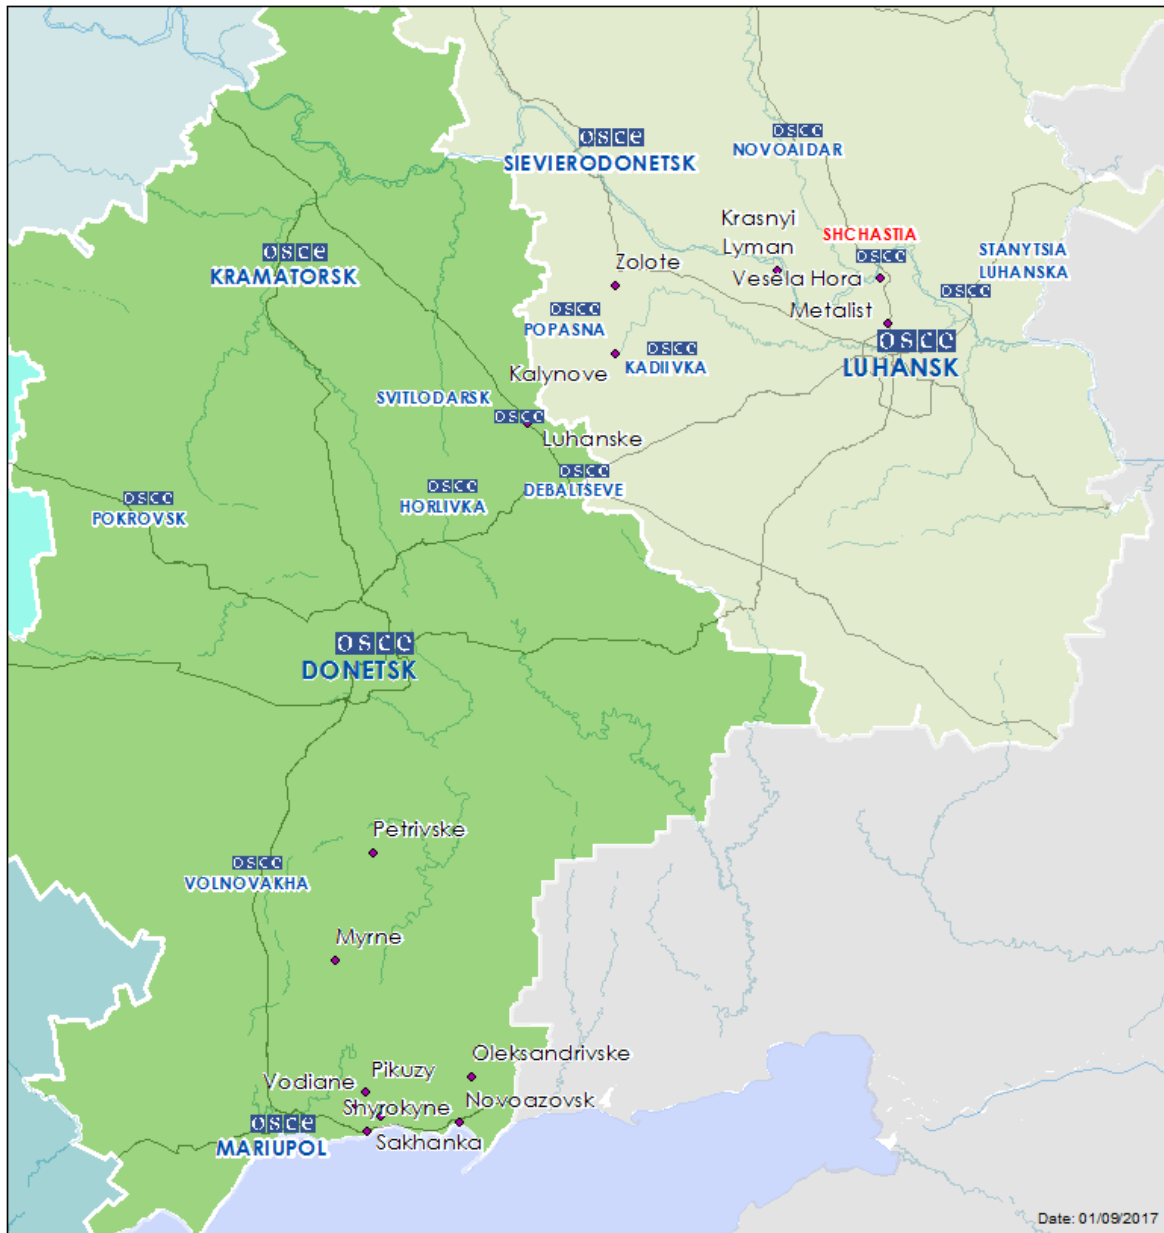 osce
SIEVIERODONETSK
osce
NOVOAIDAR
Krasnyi
Lyman
SHCHASTIA
osce
STANYTSIA
LUHANSKA
osce
osce
KRAMATORSK
Zolote
Vesela Hora
Metalist
osce
POPASNA
osce
LUHANSK
osce
KADIIVKA
Kalynove
SVITLODARSK
osce
Luhanske
osce
DEBALTSEVE
osce
HORLIVKA
osce
POKROVSK
osce
DONETSK
Petrivske
osce
VOLNOVAKHA
Myrne
Oleksandrivske
Pikuzy
Vodiane
Novoazovsk
Shyrokyne
osce
MARIUPOL
Sakhanka
Date: 01/09/2017